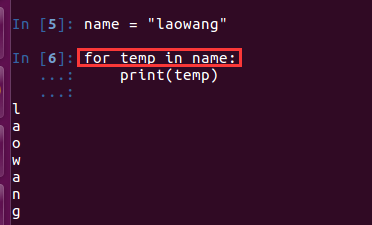 In [5]: name = "laowang"
In [6]: for temp in name:
...:     print(temp)
...:
l
a
o
w
a
n
g